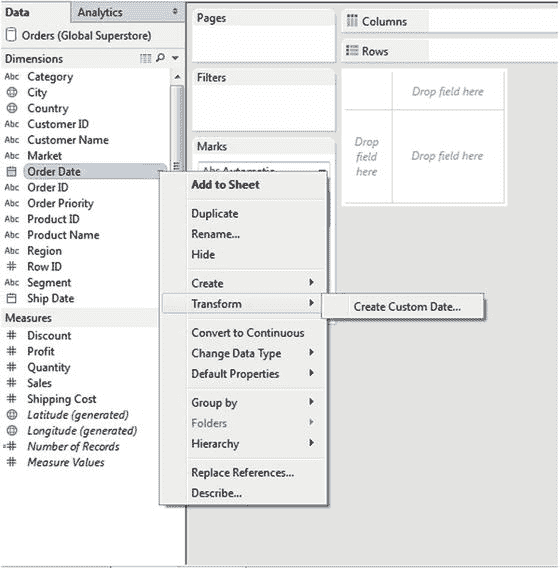 Data
Analytics
Orders (Global Superstore)
Dimensions
Abc Category
City
Country
Abc Customer ID
Abc Customer Name
Abc Market
Order Date
Abc Order ID
Abc Order Priority
Abc Product ID
Abc Product Name
Abc Region
# Row ID
Abc Segment
Ship Date
Measures
# Discount
# Profit
# Quantity
# Sales
# Shipping Cost
Latitude (generated)
Longitude (generated)
=# Number of Records
# Measure Values
Pages
Filters
Marks
Abc Automatic
Add to Sheet
Duplicate
Rename...
Hide
Create
Transform
Create Custom Date...
Convert to Continuous
Change Data Type
Default Properties
Group by
Folders
Hierarchy
Replace References...
Describe...
Columns
Rows
Drop field here
Drop
field
here
Drop field here